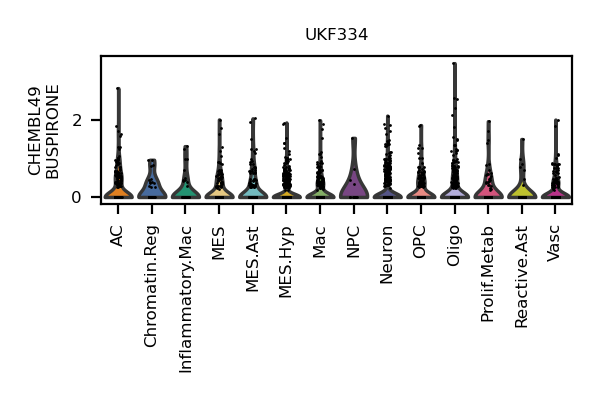 UKF334
CHEMBL49
BUSPIRONE
2
0
AC
Chromatin.Reg
Inflammatory.Mac
MES
MES.Ast
MES.Hyp
Mac
NPC
Neuron
OPC
Oligo
Prolif.Metab
Reactive.Ast
Vasc